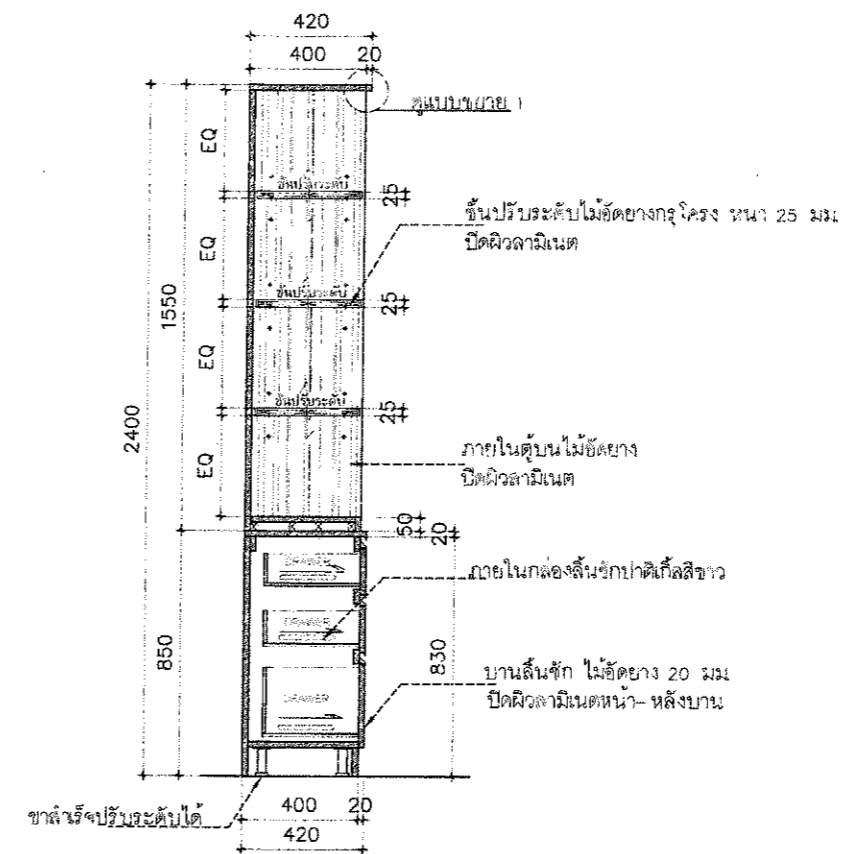 420
400 20
ดูแบบขยาย 1
EQ
ชั้นปรับระดับ
25
ชั้นปรับระดับไม้อัดยางกรุโครง หนา 25 มม.
ปิดผิวลามิเนต
EQ
ชั้นปรับระดับ
25
1550
EQ
2400
ชั้นปรับระดับ
25
ภายในตู้บนไม้อัดยาง
ปิดผิวลามิเนต
EQ
50
20
DRAWER
ภายในกล่องลิ้นชักปาติเกิ้ลสีขาว
DRAWER
850
830
บานลิ้นชัก ไม้อัดยาง 20 มม.
ปิดผิวลามิเนตหน้า-หลังบาน
DRAWER
ขาสำเร็จปรับระดับได้
400 20
420